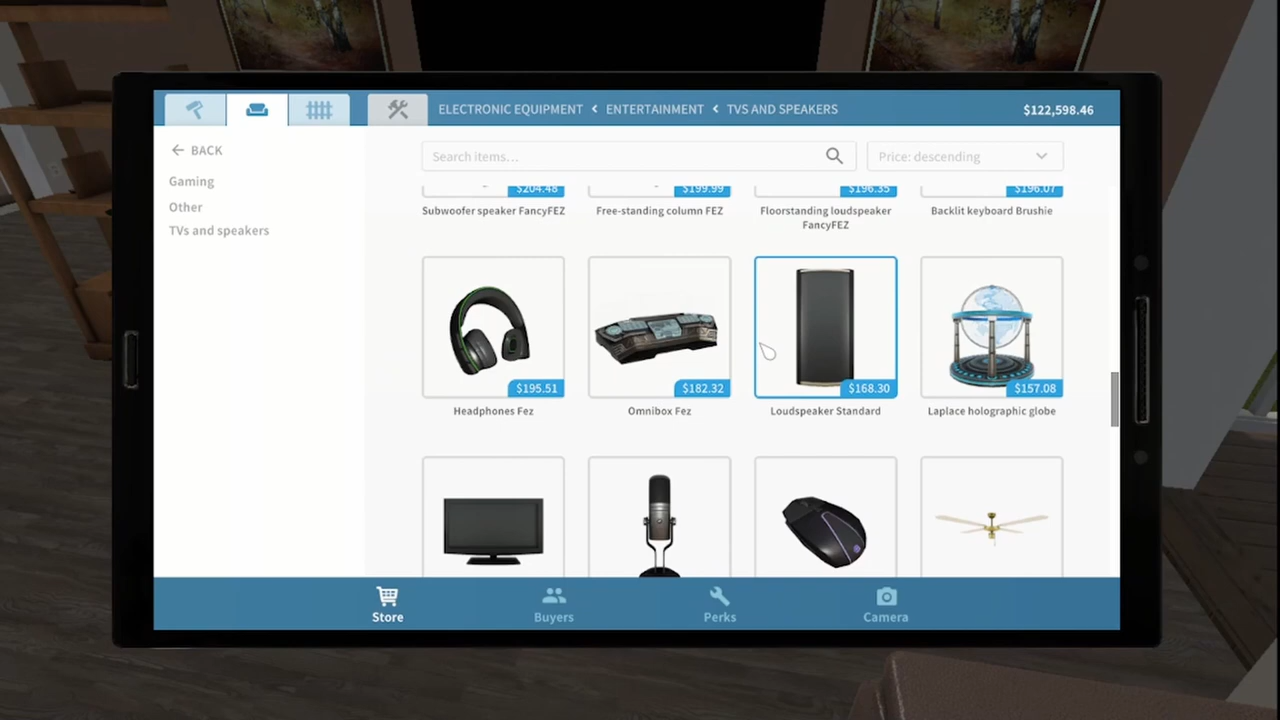 ELECTRONIC EQUIPMENT < ENTERTAINMENT < TVS AND SPEAKERS
$122,598.46
BACK
Gaming
Other
TVs and speakers
Search items...
Price: descending
$204.48
$199.99
$196.35
$196.07
Subwoofer speaker FancyFEZ
Free-standing column FEZ
Floorstanding loudspeaker
FancyFEZ
Backlit keyboard Brushie
$195.51
$182.32
$168.30
$157.08
Headphones Fez
Omnibox Fez
Loudspeaker Standard
Laplace holographic globe
Store
Buyers
Perks
Camera